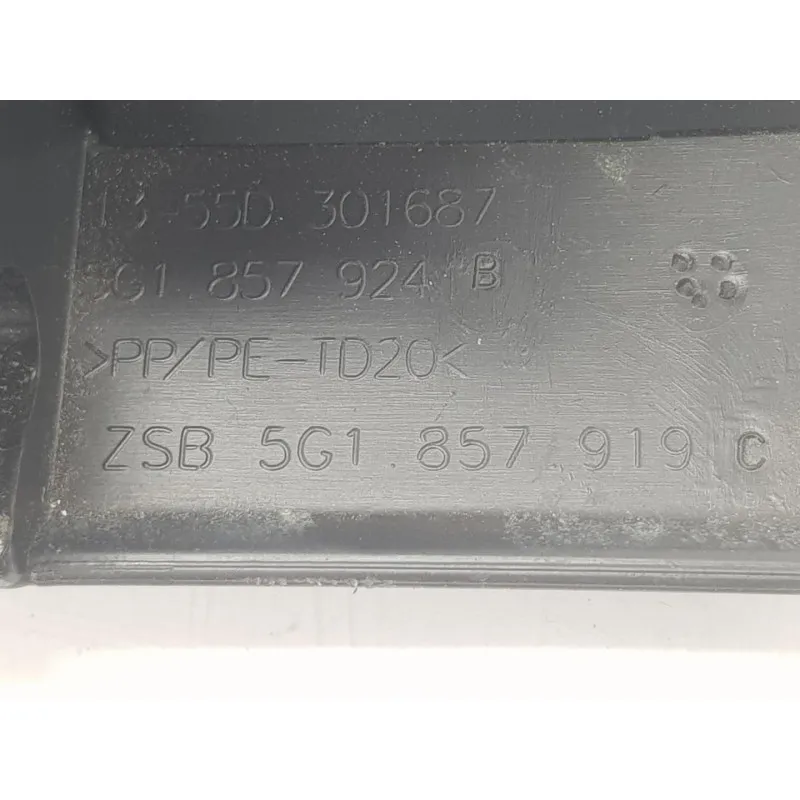 13-55D 301687
5G1 857 924 B
>PP/PE-TD20<
ZSB 5G1 857 919 C